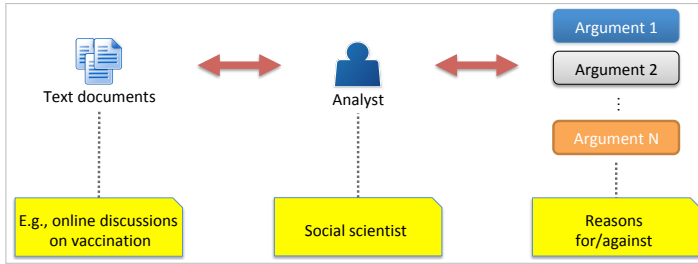 Argument 1
Argument 2
⋮
Argument N
Text documents
Analyst
E.g., online discussions
on vaccination
Social scientist
Reasons
for/against